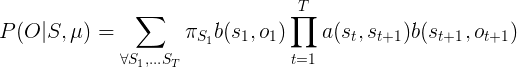 P(O|S, μ) = ∑_{∀S_1,...S_T} π_{S_1} b(s_1, o_1) ∏_{t=1}^{T} a(s_t, s_{t+1}) b(s_{t+1}, o_{t+1})